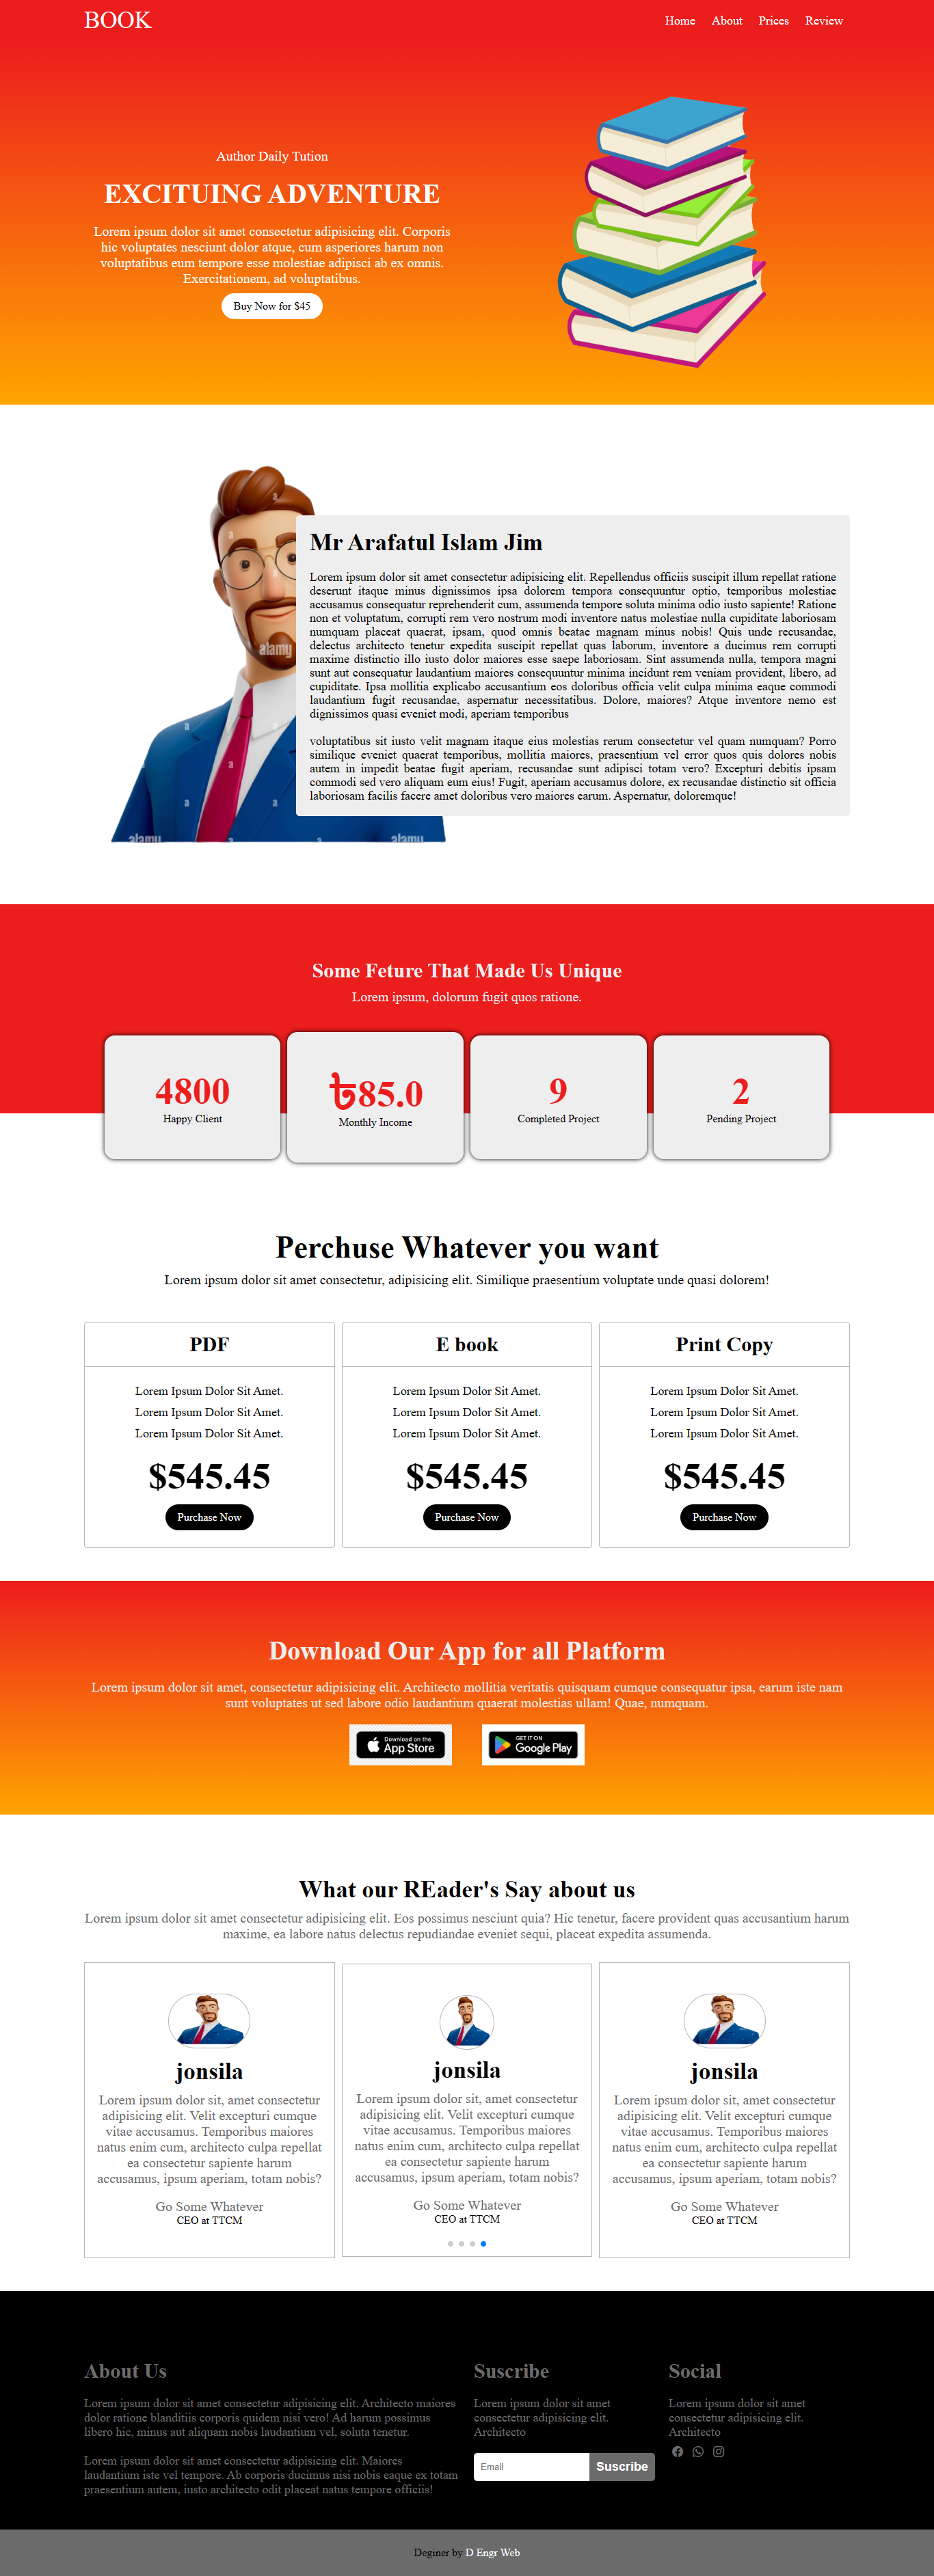 BOOK
Home About Prices Review
Author Daily Tution
EXCITUING ADVENTURE
Lorem ipsum dolor sit amet consectetur adipisicing elit. Corporis
hic voluptates nesciunt dolor atque, cum asperiores harum non
voluptatibus eum tempore esse molestiae adipisci ab ex omnis.
Exercitationem, ad voluptatibus.
Buy Now for $45
a
alamy
a
a
a
a
a
a
alamy
alamy
Mr Arafatul Islam Jim
Lorem ipsum dolor sit amet consectetur adipisicing elit. Repellendus officiis suscipit illum repellat ratione
deserunt itaque minus dignissimos ipsa dolorem tempora consequuntur optio, temporibus molestiae
accusamus consequatur reprehenderit cum, assumenda tempore soluta minima odio iusto sapiente! Ratione
non et voluptatum, corrupti rem vero nostrum modi inventore natus molestiae nulla cupiditate laboriosam
numquam placeat quaerat, ipsam, quod omnis beatae magnam minus nobis! Quis unde recusandae,
delectus architecto tenetur expedita suscipit repellat quas laborum, inventore a ducimus rem corrupti
maxime distinctio illo iusto dolor maiores esse saepe laboriosam. Sint assumenda nulla, tempora magni
sunt aut consequatur laudantium maiores consequuntur minima incidunt rem veniam provident, libero, ad
cupiditate. Ipsa mollitia explicabo accusantium eos doloribus officia velit culpa minima eaque commodi
laudantium fugit recusandae, aspernatur necessitatibus. Dolore, maiores? Atque inventore nemo est
dignissimos quasi eveniet modi, aperiam temporibus
voluptatibus sit iusto velit magnam itaque eius molestias rerum consectetur vel quam numquam? Porro
similique eveniet quaerat temporibus, mollitia maiores, praesentium vel error quos quis dolores nobis
autem in impedit beatae fugit aperiam, recusandae sunt adipisci totam vero? Excepturi debitis ipsam
commodi sed vero aliquam eum eius! Fugit, aperiam accusamus dolore, ex recusandae distinctio sit officia
laboriosam facilis facere amet doloribus vero maiores earum. Aspernatur, doloremque!
Some Feture That Made Us Unique
Lorem ipsum, dolorum fugit quos ratione.
4800
Happy Client
৳85.0
Monthly Income
9
Completed Project
2
Pending Project
Perchuse Whatever you want
Lorem ipsum dolor sit amet consectetur, adipisicing elit. Similique praesentium voluptate unde quasi dolorem!
PDF
Lorem Ipsum Dolor Sit Amet.
Lorem Ipsum Dolor Sit Amet.
Lorem Ipsum Dolor Sit Amet.
$545.45
Purchase Now
E book
Lorem Ipsum Dolor Sit Amet.
Lorem Ipsum Dolor Sit Amet.
Lorem Ipsum Dolor Sit Amet.
$545.45
Purchase Now
Print Copy
Lorem Ipsum Dolor Sit Amet.
Lorem Ipsum Dolor Sit Amet.
Lorem Ipsum Dolor Sit Amet.
$545.45
Purchase Now
Download Our App for all Platform
Lorem ipsum dolor sit amet, consectetur adipisicing elit. Architecto mollitia veritatis quisquam cumque consequatur ipsa, earum iste nam
sunt voluptates ut sed labore odio laudantium quaerat molestias ullam! Quae, numquam.
Download on the
App Store
GET IT ON
Google Play
What our REader's Say about us
Lorem ipsum dolor sit amet consectetur adipisicing elit. Eos possimus nesciunt quia? Hic tenetur, facere provident quas accusantium harum
maxime, ea labore natus delectus repudiandae eveniet sequi, placeat expedita assumenda.
jonsila
Lorem ipsum dolor sit, amet consectetur
adipisicing elit. Velit excepturi cumque
vitae accusamus. Temporibus maiores
natus enim cum, architecto culpa repellat
ea consectetur sapiente harum
accusamus, ipsum aperiam, totam nobis?
Go Some Whatever
CEO at TTCM
jonsila
Lorem ipsum dolor sit, amet consectetur
adipisicing elit. Velit excepturi cumque
vitae accusamus. Temporibus maiores
natus enim cum, architecto culpa repellat
ea consectetur sapiente harum
accusamus, ipsum aperiam, totam nobis?
Go Some Whatever
CEO at TTCM
jonsila
Lorem ipsum dolor sit, amet consectetur
adipisicing elit. Velit excepturi cumque
vitae accusamus. Temporibus maiores
natus enim cum, architecto culpa repellat
ea consectetur sapiente harum
accusamus, ipsum aperiam, totam nobis?
Go Some Whatever
CEO at TTCM
About Us
Lorem ipsum dolor sit amet consectetur adipisicing elit. Architecto maiores
dolor ratione blanditiis corporis quidem nisi vero! Ad harum possimus
libero hic, minus aut aliquam nobis laudantium vel, soluta tenetur.
Lorem ipsum dolor sit amet consectetur adipisicing elit. Maiores
laudantium iste vel tempore. Ab corporis ducimus nisi nobis eaque ex totam
praesentium autem, iusto architecto odit placeat natus tempore officiis!
Suscribe
Lorem ipsum dolor sit amet
consectetur adipisicing elit.
Architecto
Email
Suscribe
Social
Lorem ipsum dolor sit amet
consectetur adipisicing elit.
Architecto
Deginer by D Engr Web